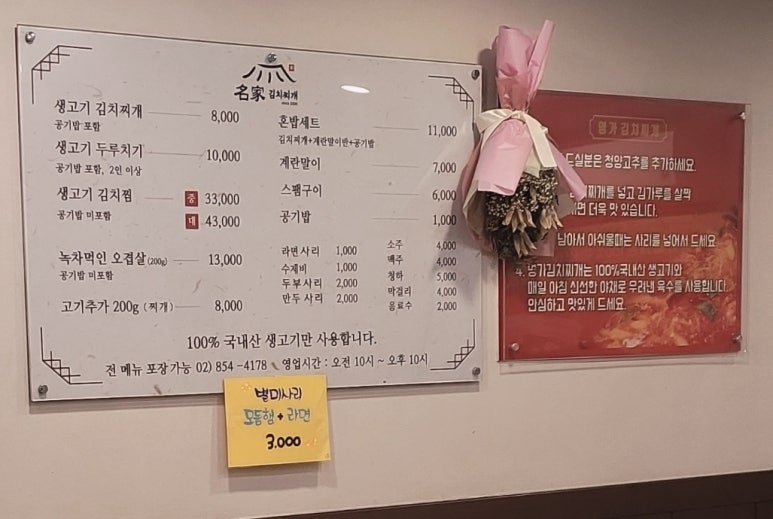 名家 김치찌개
생고기 김치찌개 8,000
공기밥 포함
생고기 두루치기 10,000
공기밥 포함, 2인 이상
생고기 김치찜 中 33,000
공기밥 미포함 대 43,000
녹차먹인 오겹살 (200g) 13,000
공기밥 미포함
고기추가 200g (찌개) 8,000
혼밥세트 11,000
김치찌개+계란말이반+공기밥
계란말이 7,000
스팸구이 6,000
공기밥 1,000
라면사리 1,000
수제비 1,000
두부사리 2,000
만두사리 2,000
소주 4,000
맥주 4,000
청하 5,000
막걸리 4,000
음료수 2,000
100% 국내산 생고기만 사용합니다.
전 메뉴 포장가능 02) 854-4178 영업시간 : 오전 10시 ~ 오후 10시
별미사리
모듬햄 + 라면
3.000
명가 김치찌개
드실분은 청양고추를 추가하세요.
찌개를 넣고 김가루를 살짝
면 더욱 맛 있습니다.
남아서 아쉬울때는 사리를 넣어서 드세요
4. 명가김치찌개는 100%국내산 생고기와
매일 아침 신선한 야채로 우려낸 육수를 사용합니다.
안심하고 맛있게 드세요.